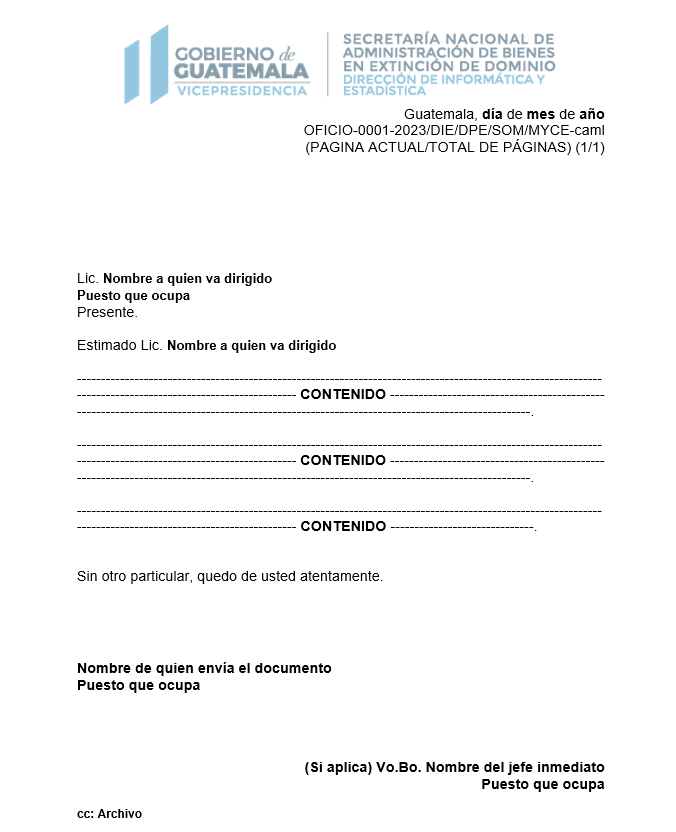 GOBIERNO de
GUATEMALA
VICEPRESIDENCIA
SECRETARÍA NACIONAL DE
ADMINISTRACIÓN DE BIENES
EN EXTINCIÓN DE DOMINIO
DIRECCIÓN DE INFORMÁTICA Y
ESTADÍSTICA
Guatemala, día de mes de año
OFICIO-0001-2023/DIE/DPE/SOM/MYCE-caml
(PAGINA ACTUAL/TOTAL DE PÁGINAS) (1/1)
Lic. Nombre a quien va dirigido
Puesto que ocupa
Presente.
Estimado Lic. Nombre a quien va dirigido
--------------------------------------------------------------------------------------------------------------
---------------------------------------------- CONTENIDO ---------------------------------------------
-----------------------------------------------------------------------------------------------.
--------------------------------------------------------------------------------------------------------------
---------------------------------------------- CONTENIDO ---------------------------------------------
-----------------------------------------------------------------------------------------------.
--------------------------------------------------------------------------------------------------------------
---------------------------------------------- CONTENIDO ------------------------------.
Sin otro particular, quedo de usted atentamente.
Nombre de quien envía el documento
Puesto que ocupa
(Si aplica) Vo.Bo. Nombre del jefe inmediato
Puesto que ocupa
cc: Archivo